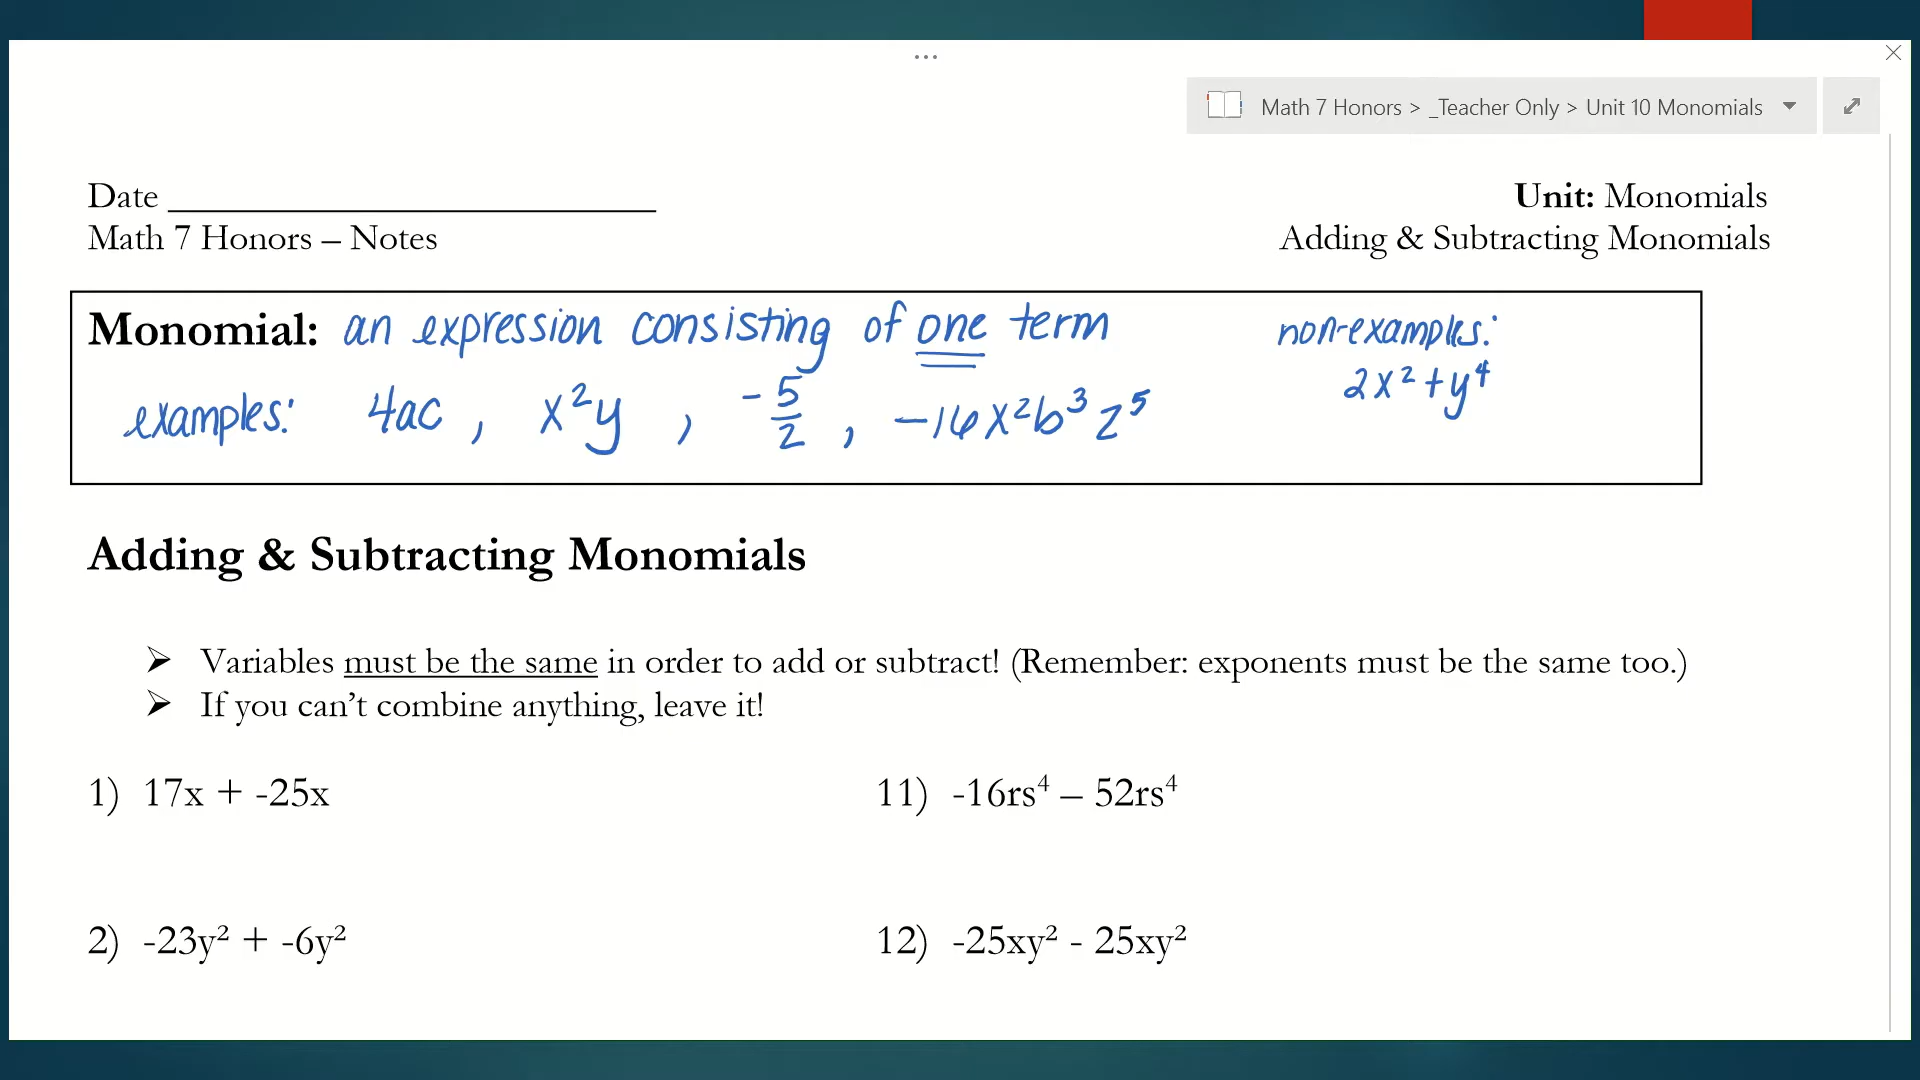 ...
Math 7 Honors > _Teacher Only > Unit 10 Monomials
Date ____________________________
Unit: Monomials
Math 7 Honors – Notes
Adding & Subtracting Monomials
Monomial: an expression consisting of one term
non-examples:
2x² + y⁴
examples: 4ac , x²y , -5/2 , -16x²b³z⁵
Adding & Subtracting Monomials
➢ Variables must be the same in order to add or subtract! (Remember: exponents must be the same too.)
➢ If you can’t combine anything, leave it!
1) 17x + -25x
11) -16rs⁴ – 52rs⁴
2) -23y² + -6y²
12) -25xy² - 25xy²